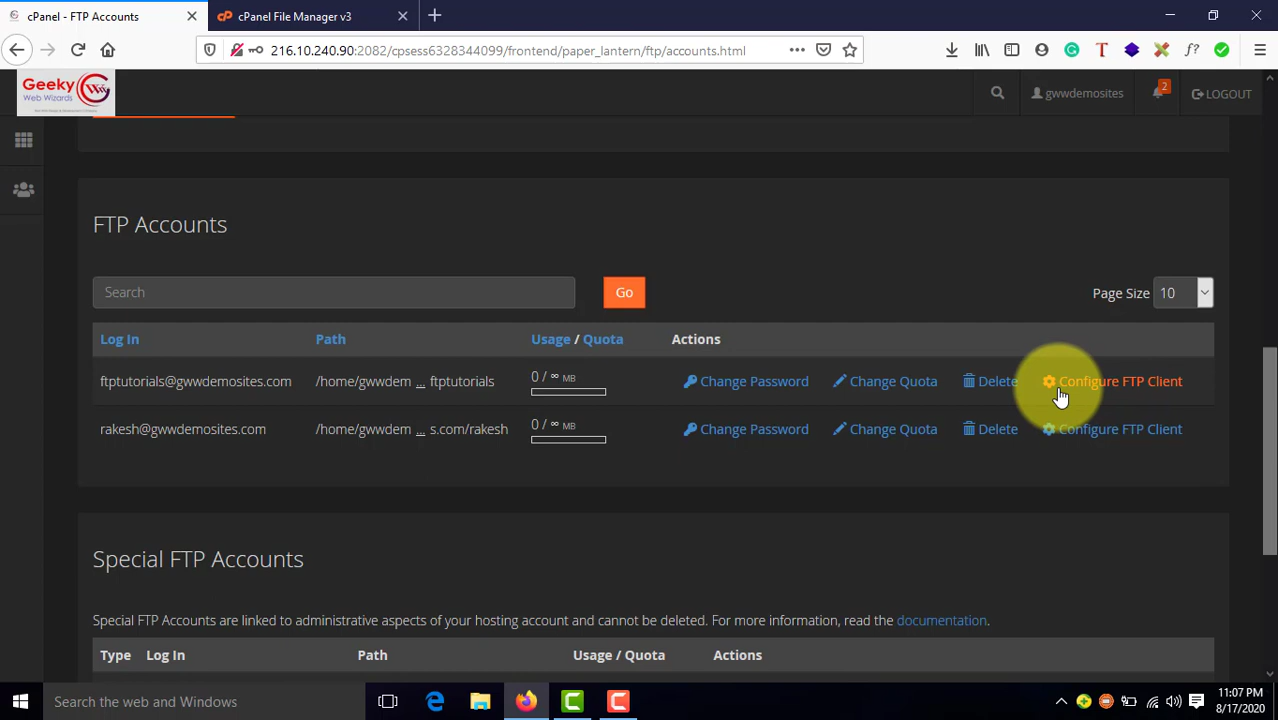 cPanel - FTP Accounts
cPanel File Manager v3
216.10.240.90:2082/cpsess6328344099/frontend/paper_lantern/ftp/accounts.html
Geeky
Web Wizards
gwwdemosites
2
LOGOUT
FTP Accounts
Search
Go
Page Size 10
Log In Path Usage / Quota Actions
ftptutorials@gwwdemosites.com /home/gwwdem ... ftptutorials 0 / ∞ MB Change Password Change Quota Delete Configure FTP Client
rakesh@gwwdemosites.com /home/gwwdem ... s.com/rakesh 0 / ∞ MB Change Password Change Quota Delete Configure FTP Client
Special FTP Accounts
Special FTP Accounts are linked to administrative aspects of your hosting account and cannot be deleted. For more information, read the documentation.
Type Log In Path Usage / Quota Actions
Search the web and Windows
11:07 PM
8/17/2020